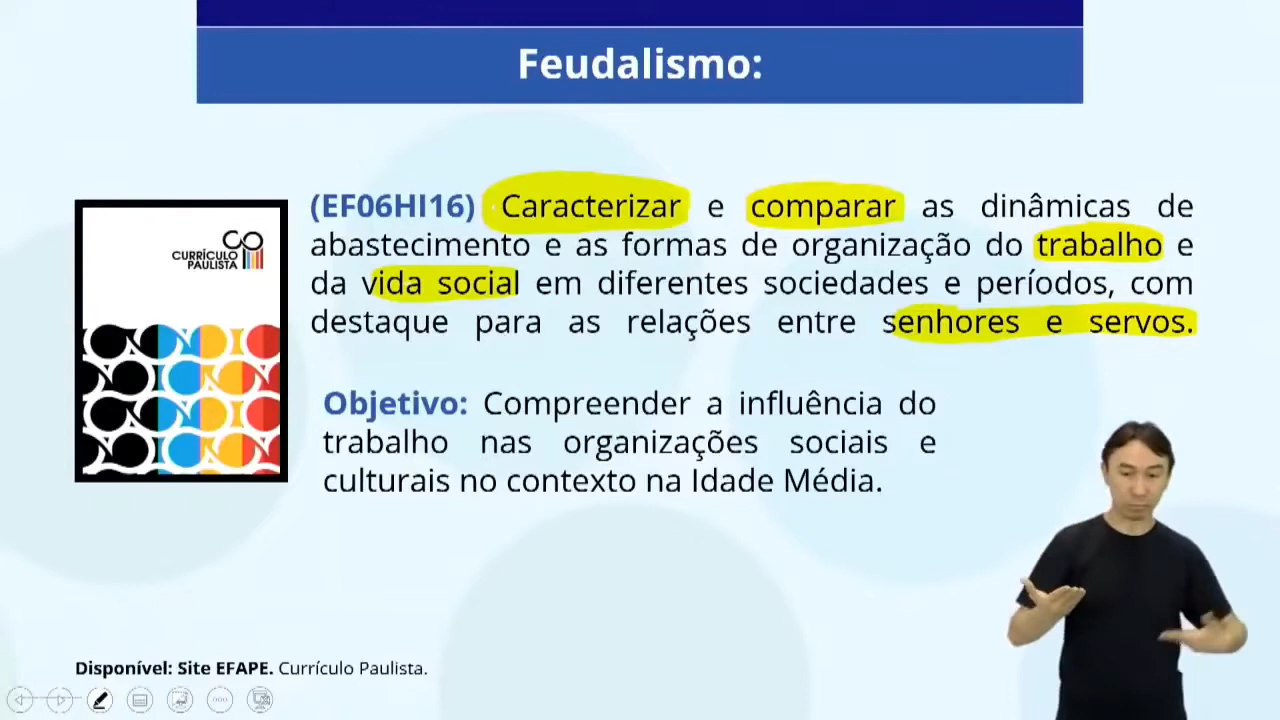 Feudalismo:
(EF06HI16) Caracterizar e comparar as dinâmicas de
abastecimento e as formas de organização do trabalho e
da vida social em diferentes sociedades e períodos, com
destaque para as relações entre senhores e servos.
CURRÍCULO
PAULISTA
Objetivo: Compreender a influência do
trabalho nas organizações sociais e
culturais no contexto na Idade Média.
Disponível: Site EFAPE. Currículo Paulista.